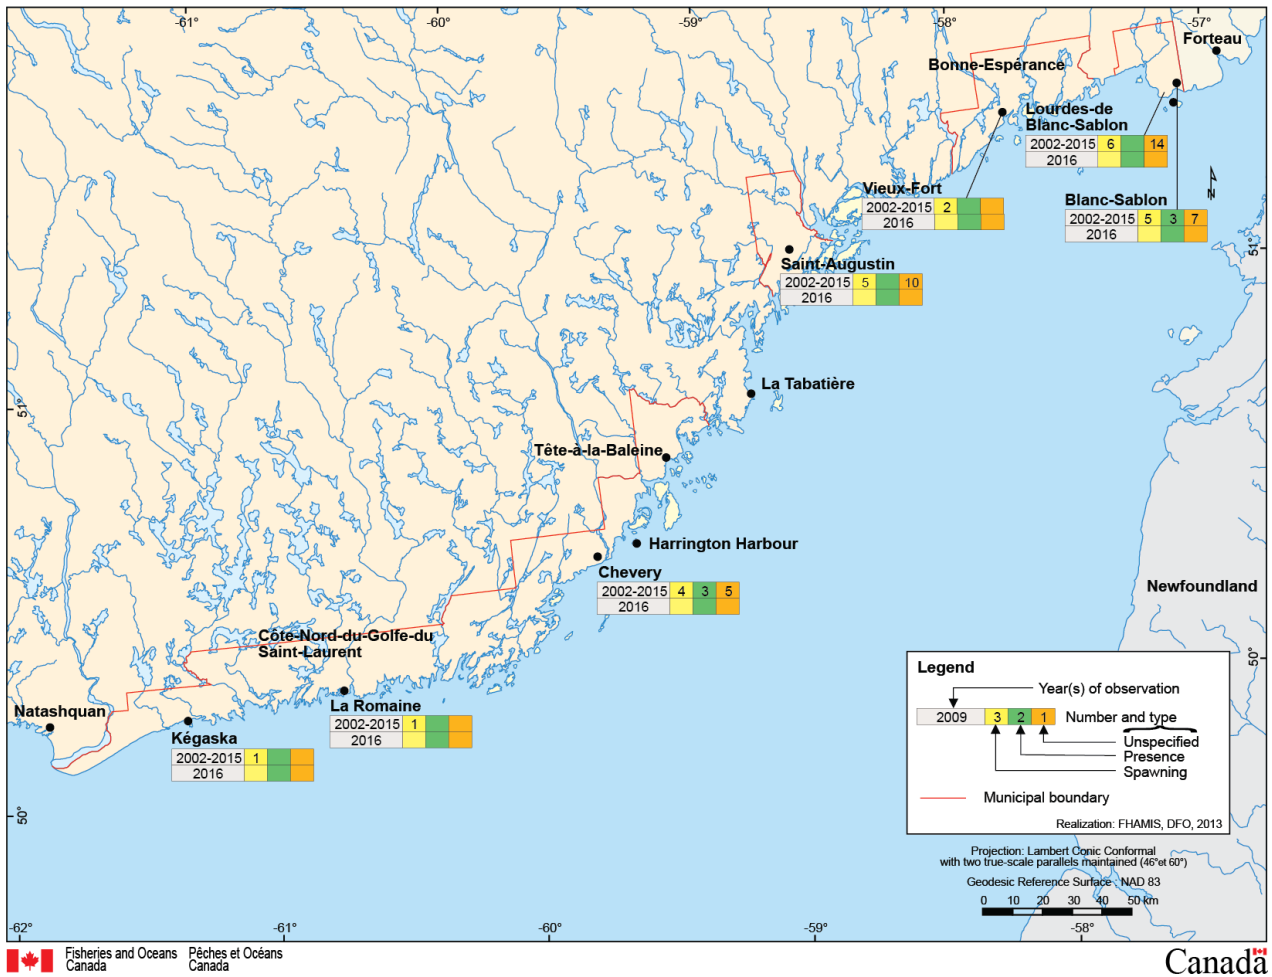 -61°
-60°
-59°
-58°
-57°
Forteau
Bonne-Espérance
Lourdes-de
Blanc-Sablon
2002-2015 6 14
2016
Vieux-Fort
2002-2015 2
2016
Blanc-Sablon
2002-2015 5 3 7
2016
51°
Saint-Augustin
2002-2015 5 10
2016
La Tabatière
51°
Tête-à-la-Baleine
Harrington Harbour
Chevery
2002-2015 4 3 5
2016
Newfoundland
Côte-Nord-du-Golfe-du
Saint-Laurent
50°
Natashquan
La Romaine
2002-2015 1
2016
Kégaska
2002-2015 1
2016
50°
Legend
Year(s) of observation
2009 3 2 1 Number and type
Unspecified
Presence
Spawning
Municipal boundary
Realization: FHAMIS, DFO, 2013
Projection: Lambert Conic Conformal
with two true-scale parallels maintained (46°et 60°)
Geodesic Reference Surface : NAD 83
0 10 20 30 40 50 km
-62°
-61°
-60°
-59°
-58°
Fisheries and Oceans
Canada
Pêches et Océans
Canada
Canada